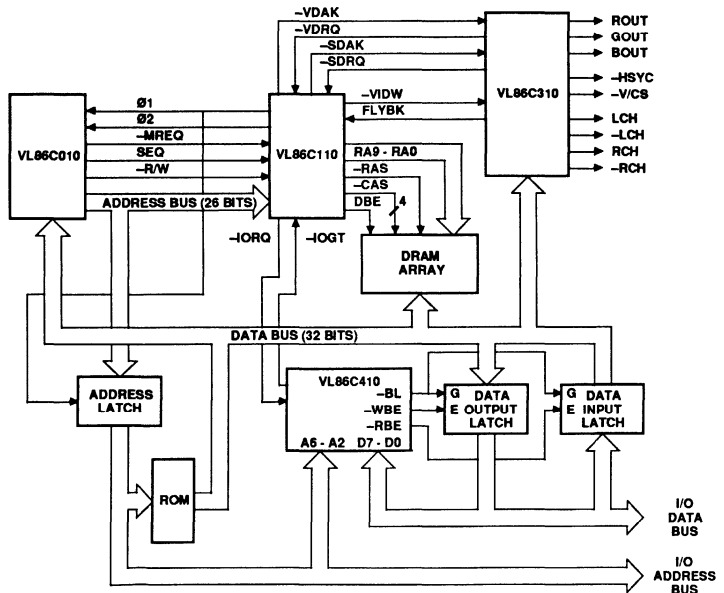 –VDAK
–VDRQ
–SDAK
–SDRQ
VL86C310
ROUT
GOUT
BOUT
–HSYC
–V/CS
LCH
–LCH
RCH
–RCH
VL86C010
Ø1
Ø2
–MREQ
SEQ
–R/W
ADDRESS BUS (26 BITS)
VL86C110
–VIDW
FLYBK
RA9 - RA0
–RAS
–CAS
DBE
4
–IORQ
–IOGT
DRAM
ARRAY
DATA BUS (32 BITS)
ADDRESS
LATCH
VL86C410
–BL
–WBE
–RBE
A6 - A2 D7 - D0
G DATA
E OUTPUT
LATCH
G DATA
E INPUT
LATCH
ROM
I/O
DATA
BUS
I/O
ADDRESS
BUS